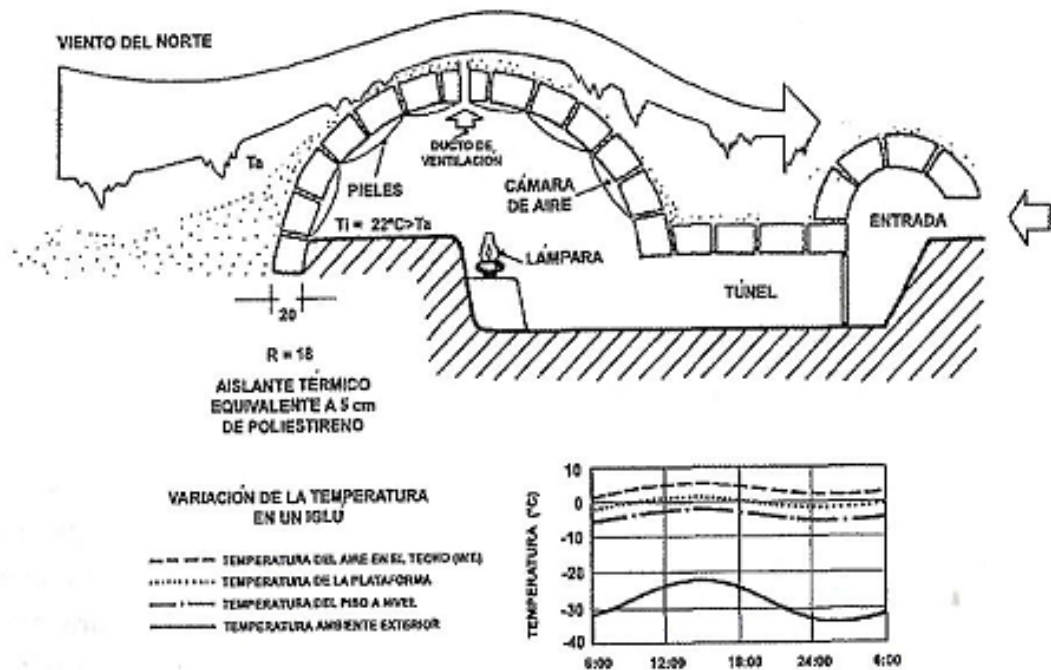 VIENTO DEL NORTE
Ta
DUCTO DE
VENTILACIÓN
PIELES
CÁMARA
DE AIRE
ENTRADA
Ti = 22°C>Ta
LÁMPARA
TÚNEL
20
R = 18
AISLANTE TÉRMICO
EQUIVALENTE A 5 cm
DE POLIESTIRENO
VARIACIÓN DE LA TEMPERATURA
EN UN IGLU
TEMPERATURA DEL AIRE EN EL TECHO
TEMPERATURA DE LA PLATAFORMA
TEMPERATURA DEL PISO A NIVEL
TEMPERATURA AMBIENTE EXTERIOR
TEMPERATURA (°C)
10
0
-10
-20
-30
-40
6:00 12:00 18:00 24:00 6:00